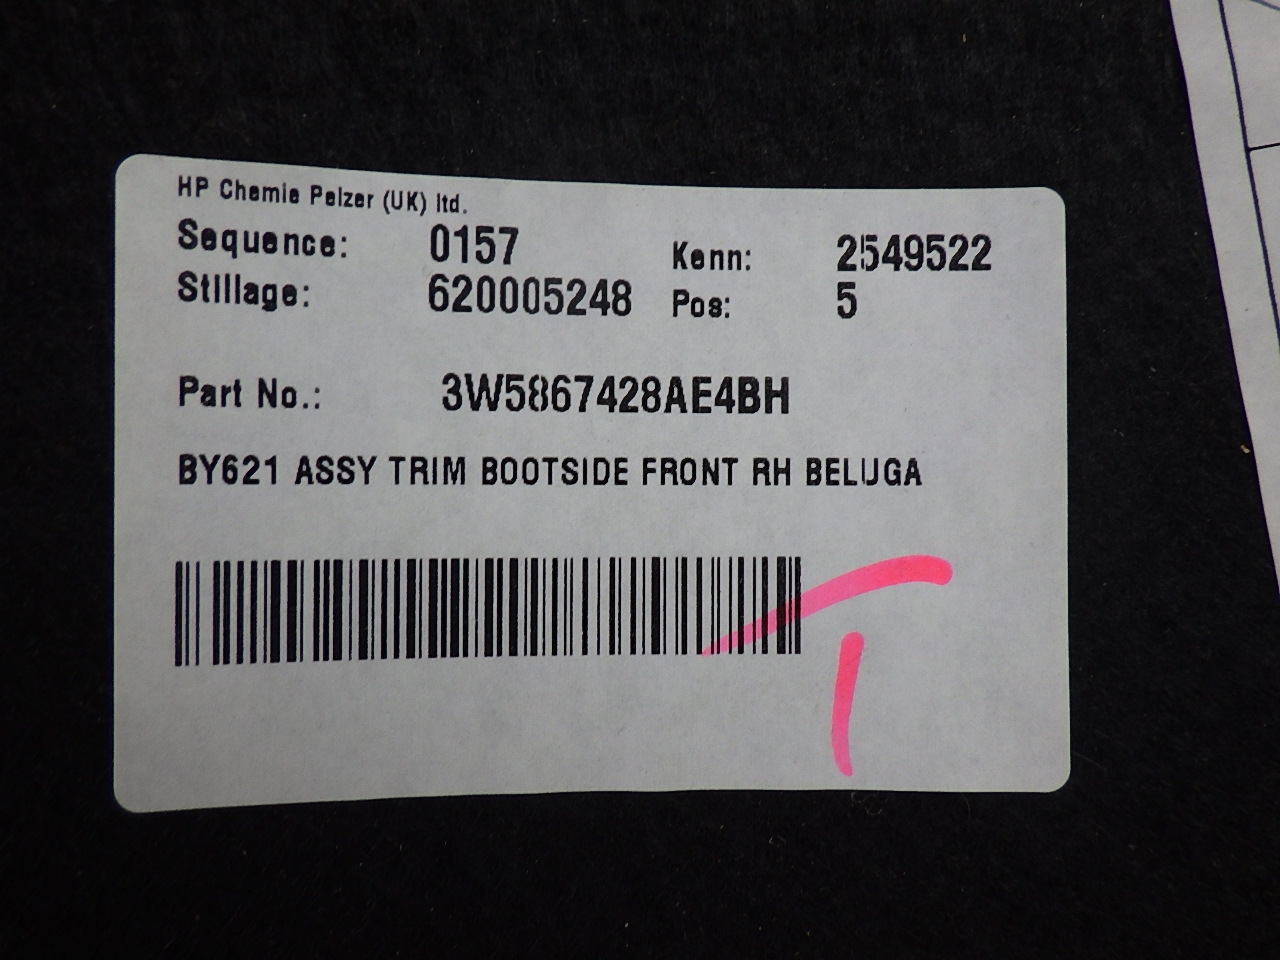 HP Chemie Pelzer (UK) ltd.
Sequence: 0157 Kenn: 2549522
Stillage: 620005248 Pos: 5
Part No.: 3W5867428AE4BH
BY621 ASSY TRIM BOOTSIDE FRONT RH BELUGA